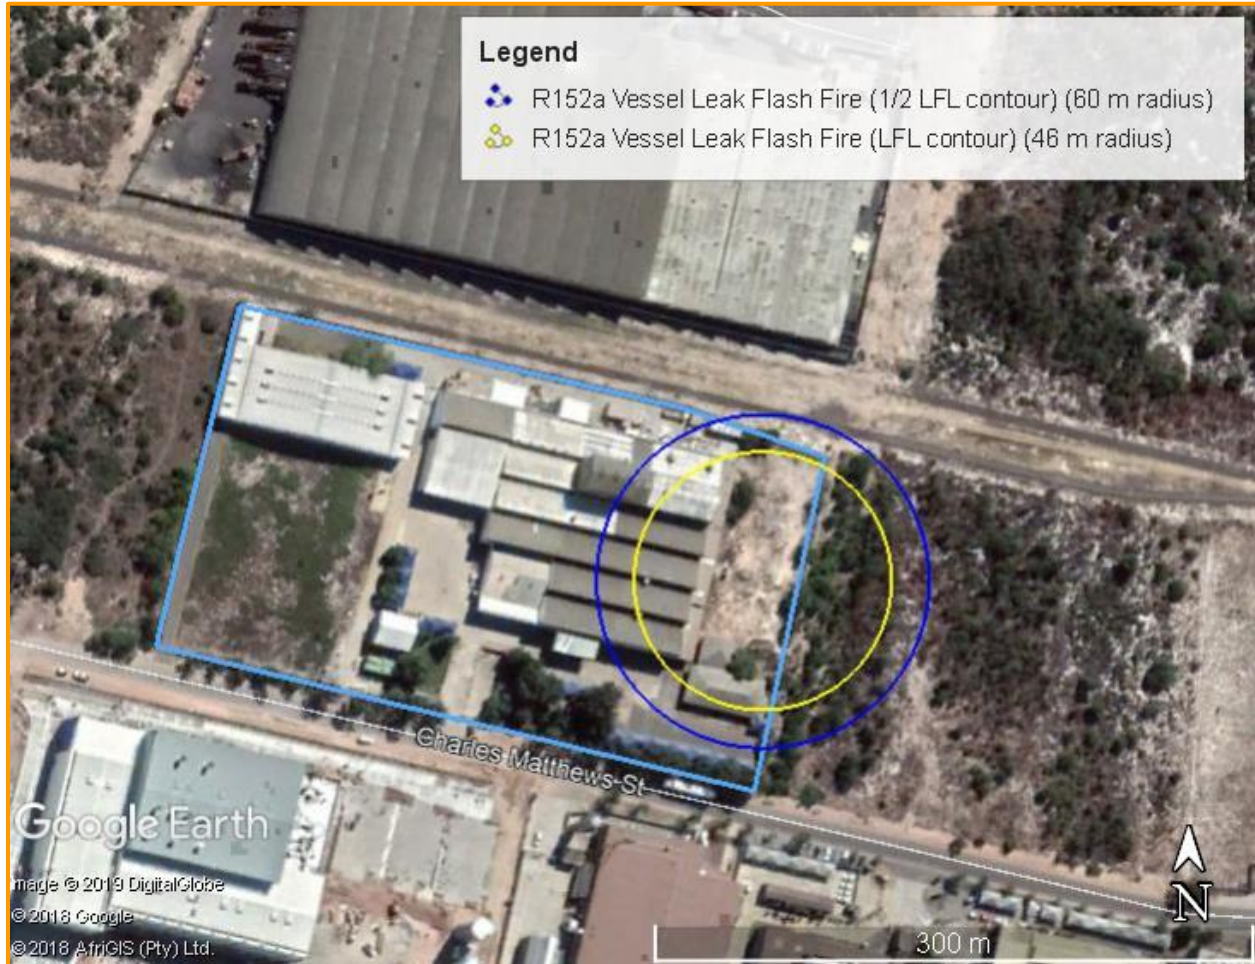 Legend
R152a Vessel Leak Flash Fire (1/2 LFL contour) (60 m radius)
R152a Vessel Leak Flash Fire (LFL contour) (46 m radius)
Charles Matthews St
Google Earth
mage © 2019 DigitalGlobe
© 2018 Google
© 2018 AfriGIS (Pty) Ltd.
N
300 m